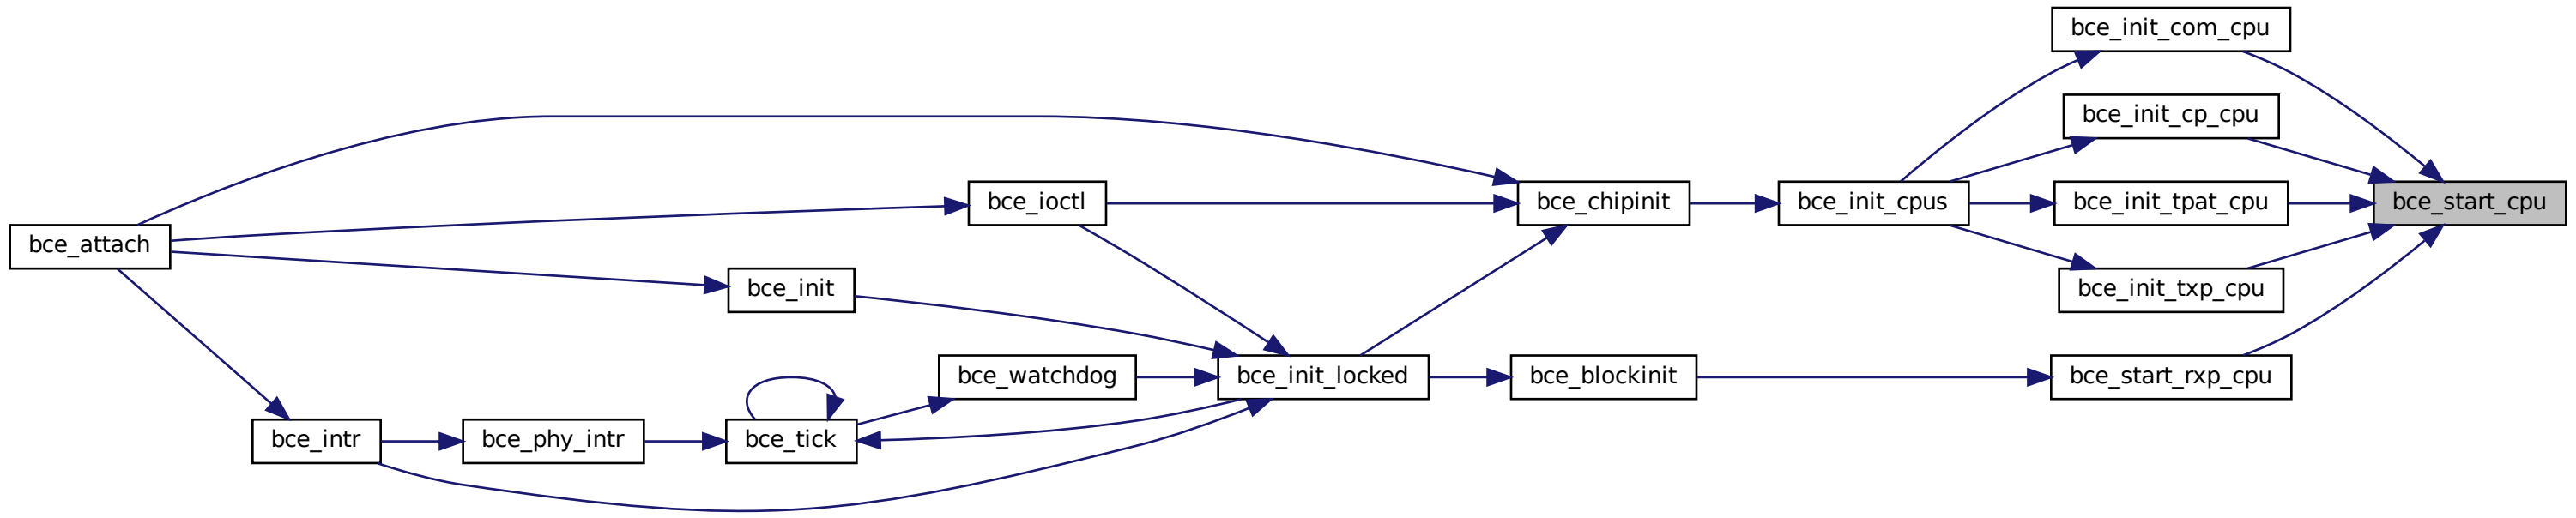 bce_init_com_cpu
bce_init_cp_cpu
bce_ioctl
bce_chipinit
bce_init_cpus
bce_init_tpat_cpu
bce_start_cpu
bce_attach
bce_init
bce_init_txp_cpu
bce_watchdog
bce_init_locked
bce_blockinit
bce_start_rxp_cpu
bce_intr
bce_phy_intr
bce_tick